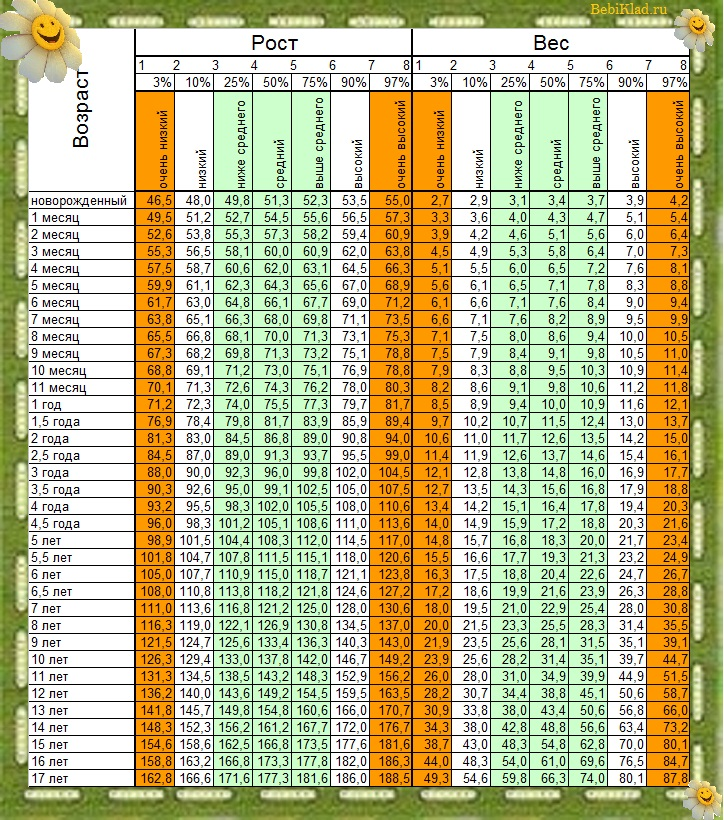 BebiKlad.ru
Возраст
Рост Вес
1 2 3 4 5 6 7 8 1 2 3 4 5 6 7 8
3% 10% 25% 50% 75% 90% 97% 3% 10% 25% 50% 75% 90% 97%
очень низкий низкий ниже среднего средний выше среднего высокий очень высокий очень низкий низкий ниже среднего средний выше среднего высокий очень высокий
новорожденный 46,5 48,0 49,8 51,3 52,3 53,5 55,0 2,7 2,9 3,1 3,4 3,7 3,9 4,2
1 месяц 49,5 51,2 52,7 54,5 55,6 56,5 57,3 3,3 3,6 4,0 4,3 4,7 5,1 5,4
2 месяц 52,6 53,8 55,3 57,3 58,2 59,4 60,9 3,9 4,2 4,6 5,1 5,6 6,0 6,4
3 месяц 55,3 56,5 58,1 60,0 60,9 62,0 63,8 4,5 4,9 5,3 5,8 6,4 7,0 7,3
4 месяц 57,5 58,7 60,6 62,0 63,1 64,5 66,3 5,1 5,5 6,0 6,5 7,2 7,6 8,1
5 месяц 59,9 61,1 62,3 64,3 65,6 67,0 68,9 5,6 6,1 6,5 7,1 7,8 8,3 8,8
6 месяц 61,7 63,0 64,8 66,1 67,7 69,0 71,2 6,1 6,6 7,1 7,6 8,4 9,0 9,4
7 месяц 63,8 65,1 66,3 68,0 69,8 71,1 73,5 6,6 7,1 7,6 8,2 8,9 9,5 9,9
8 месяц 65,5 66,8 68,1 70,0 71,3 73,1 75,3 7,1 7,5 8,0 8,6 9,4 10,0 10,5
9 месяц 67,3 68,2 69,8 71,3 73,2 75,1 78,8 7,5 7,9 8,4 9,1 9,8 10,5 11,0
10 месяц 68,8 69,1 71,2 73,0 75,1 76,9 78,8 7,9 8,3 8,8 9,5 10,3 10,9 11,4
11 месяц 70,1 71,3 72,6 74,3 76,2 78,0 80,3 8,2 8,6 9,1 9,8 10,6 11,2 11,8
1 год 71,2 72,3 74,0 75,5 77,3 79,7 81,7 8,5 8,9 9,4 10,0 10,9 11,6 12,1
1,5 года 76,9 78,4 79,8 81,7 83,9 85,9 89,4 9,7 10,2 10,7 11,5 12,4 13,0 13,7
2 года 81,3 83,0 84,5 86,8 89,0 90,8 94,0 10,6 11,0 11,7 12,6 13,5 14,2 15,0
2,5 года 84,5 87,0 89,0 91,3 93,7 95,5 99,0 11,4 11,9 12,6 13,7 14,6 15,4 16,1
3 года 88,0 90,0 92,3 96,0 99,8 102,0 104,5 12,1 12,8 13,8 14,8 16,0 16,9 17,7
3,5 года 90,3 92,6 95,0 99,1 102,5 105,0 107,5 12,7 13,5 14,3 15,6 16,8 17,9 18,8
4 года 93,2 95,5 98,3 102,0 105,5 108,0 110,6 13,4 14,2 15,1 16,4 17,8 19,4 20,3
4,5 года 96,0 98,3 101,2 105,1 108,6 111,0 113,6 14,0 14,9 15,9 17,2 18,8 20,3 21,6
5 лет 98,9 101,5 104,4 108,3 112,0 114,5 117,0 14,8 15,7 16,8 18,3 20,0 21,7 23,4
5,5 лет 101,8 104,7 107,8 111,5 115,1 118,0 120,6 15,5 16,6 17,7 19,3 21,3 23,2 24,9
6 лет 105,0 107,7 110,9 115,0 118,7 121,1 123,8 16,3 17,5 18,8 20,4 22,6 24,7 26,7
6,5 лет 108,0 110,8 113,8 118,2 121,8 124,6 127,2 17,2 18,6 19,9 21,6 23,9 26,3 28,8
7 лет 111,0 113,6 116,8 121,2 125,0 128,0 130,6 18,0 19,5 21,0 22,9 25,4 28,0 30,8
8 лет 116,3 119,0 122,1 126,9 130,8 134,5 137,0 20,0 21,5 23,3 25,5 28,3 31,4 35,5
9 лет 121,5 124,7 125,6 133,4 136,3 140,3 143,0 21,9 23,5 25,6 28,1 31,5 35,1 39,1
10 лет 126,3 129,4 133,0 137,8 142,0 146,7 149,2 23,9 25,6 28,2 31,4 35,1 39,7 44,7
11 лет 131,3 134,5 138,5 143,2 148,3 152,9 156,2 26,0 28,0 31,0 34,9 39,9 44,9 51,5
12 лет 136,2 140,0 143,6 149,2 154,5 159,5 163,5 28,2 30,7 34,4 38,8 45,1 50,6 58,7
13 лет 141,8 145,7 149,8 154,8 160,6 166,0 170,7 30,9 33,8 38,0 43,4 50,6 56,8 66,0
14 лет 148,3 152,3 156,2 161,2 167,7 172,0 176,7 34,3 38,0 42,8 48,8 56,6 63,4 73,2
15 лет 154,6 158,6 162,5 166,8 173,5 177,6 181,6 38,7 43,0 48,3 54,8 62,8 70,0 80,1
16 лет 158,8 163,2 166,8 173,3 177,8 182,0 186,3 44,0 48,3 54,0 61,0 69,6 76,5 84,7
17 лет 162,8 166,6 171,6 177,3 181,6 186,0 188,5 49,3 54,6 59,8 66,3 74,0 80,1 87,8